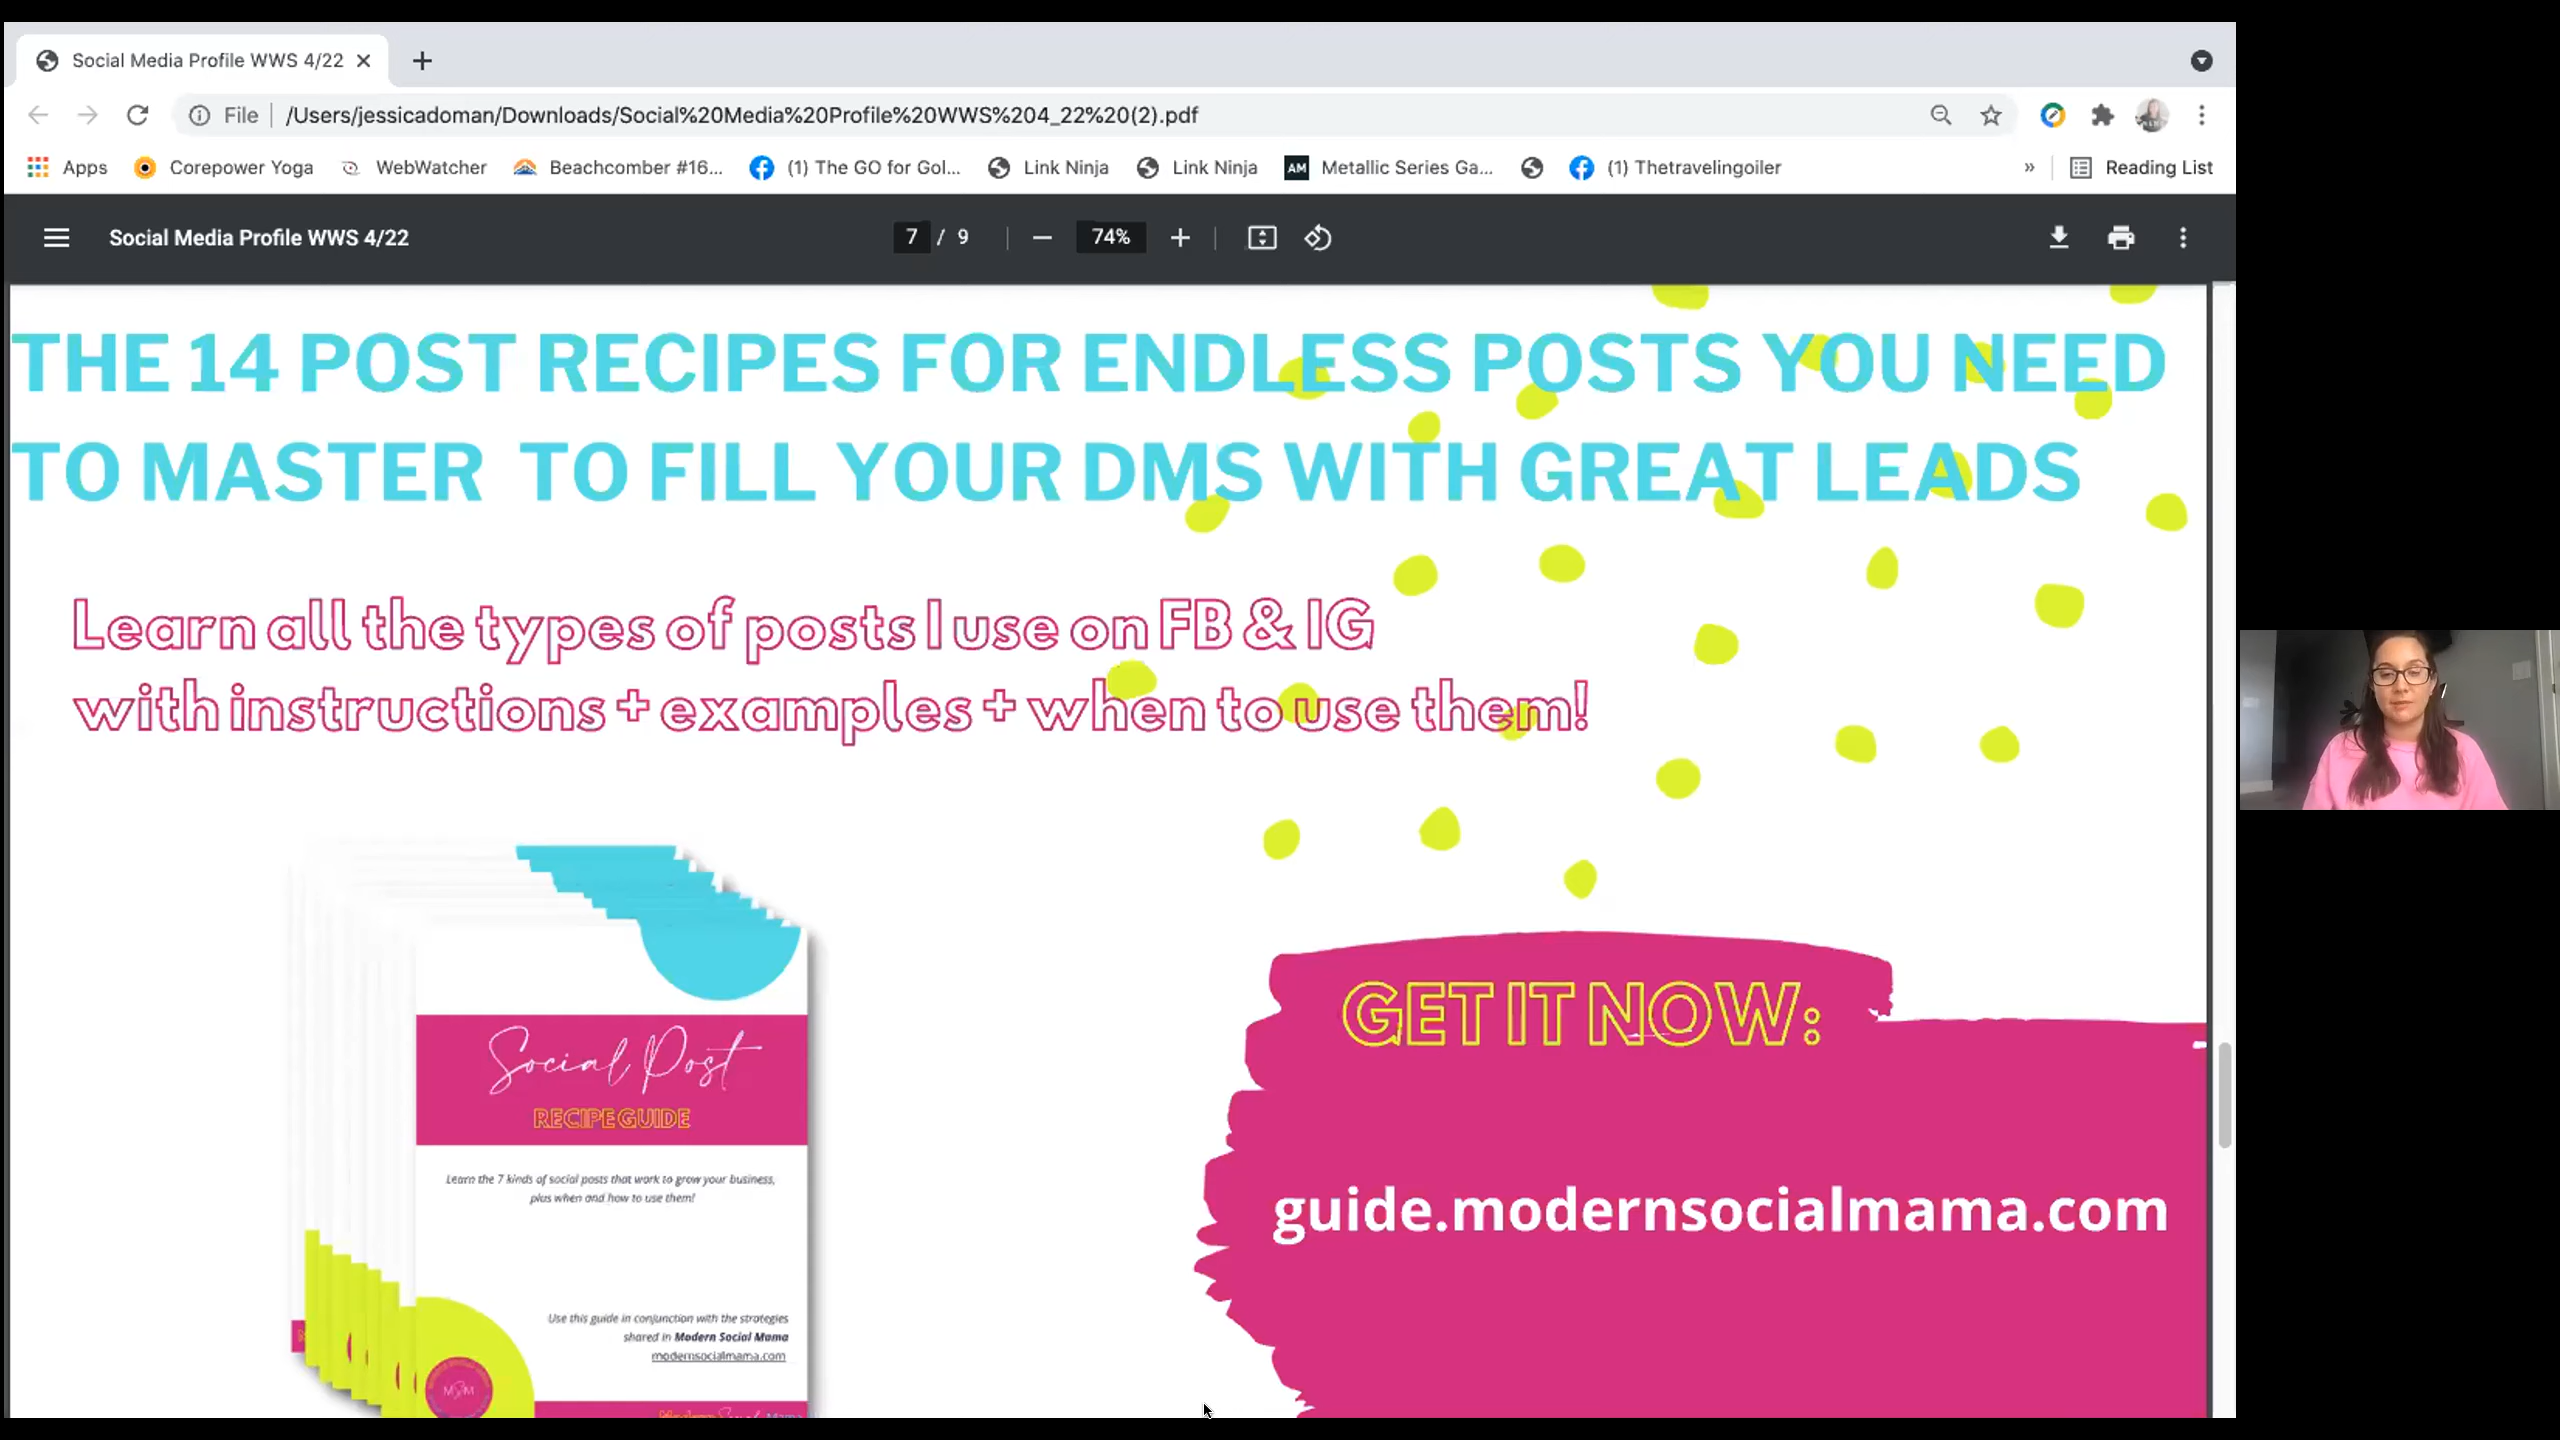 Social Media Profile WWS 4/22
File /Users/jessicadoman/Downloads/Social%20Media%20Profile%20WWS%204_22%20(2).pdf
Apps Corepower Yoga WebWatcher Beachcomber #16... (1) The GO for Gol... Link Ninja Link Ninja AM Metallic Series Ga... (1) Thetravelingoiler » Reading List
Social Media Profile WWS 4/22 7 / 9 74%
THE 14 POST RECIPES FOR ENDLESS POSTS YOU NEED
TO MASTER TO FILL YOUR DMS WITH GREAT LEADS
Learn all the types of posts I use on FB & IG
with instructions + examples + when to use them!
Social Post
RECIPE GUIDE
Learn the 7 kinds of social posts that work to grow your business,
plus when and how to use them!
Use this guide in conjunction with the strategies
shared in Modern Social Mama
modernsocialmama.com
MSM
GET IT NOW:
guide.modernsocialmama.com